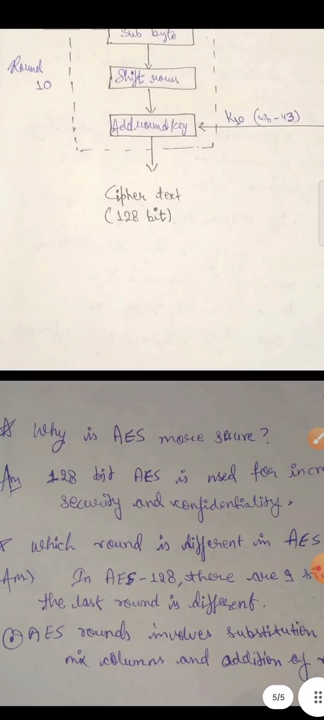 Sub byte
Round
10
Shift rows
Add round key
K10 (w40-43)
Cipher text
(128 bit)
Why is AES more secure?
Ans 128 bit AES is used for incr
security and confidentiality.
which round is different in AES
Ans) In AES-128, there are 9 s
the last round is different.
AES rounds involves substitution
mix columns and addition of
5/5